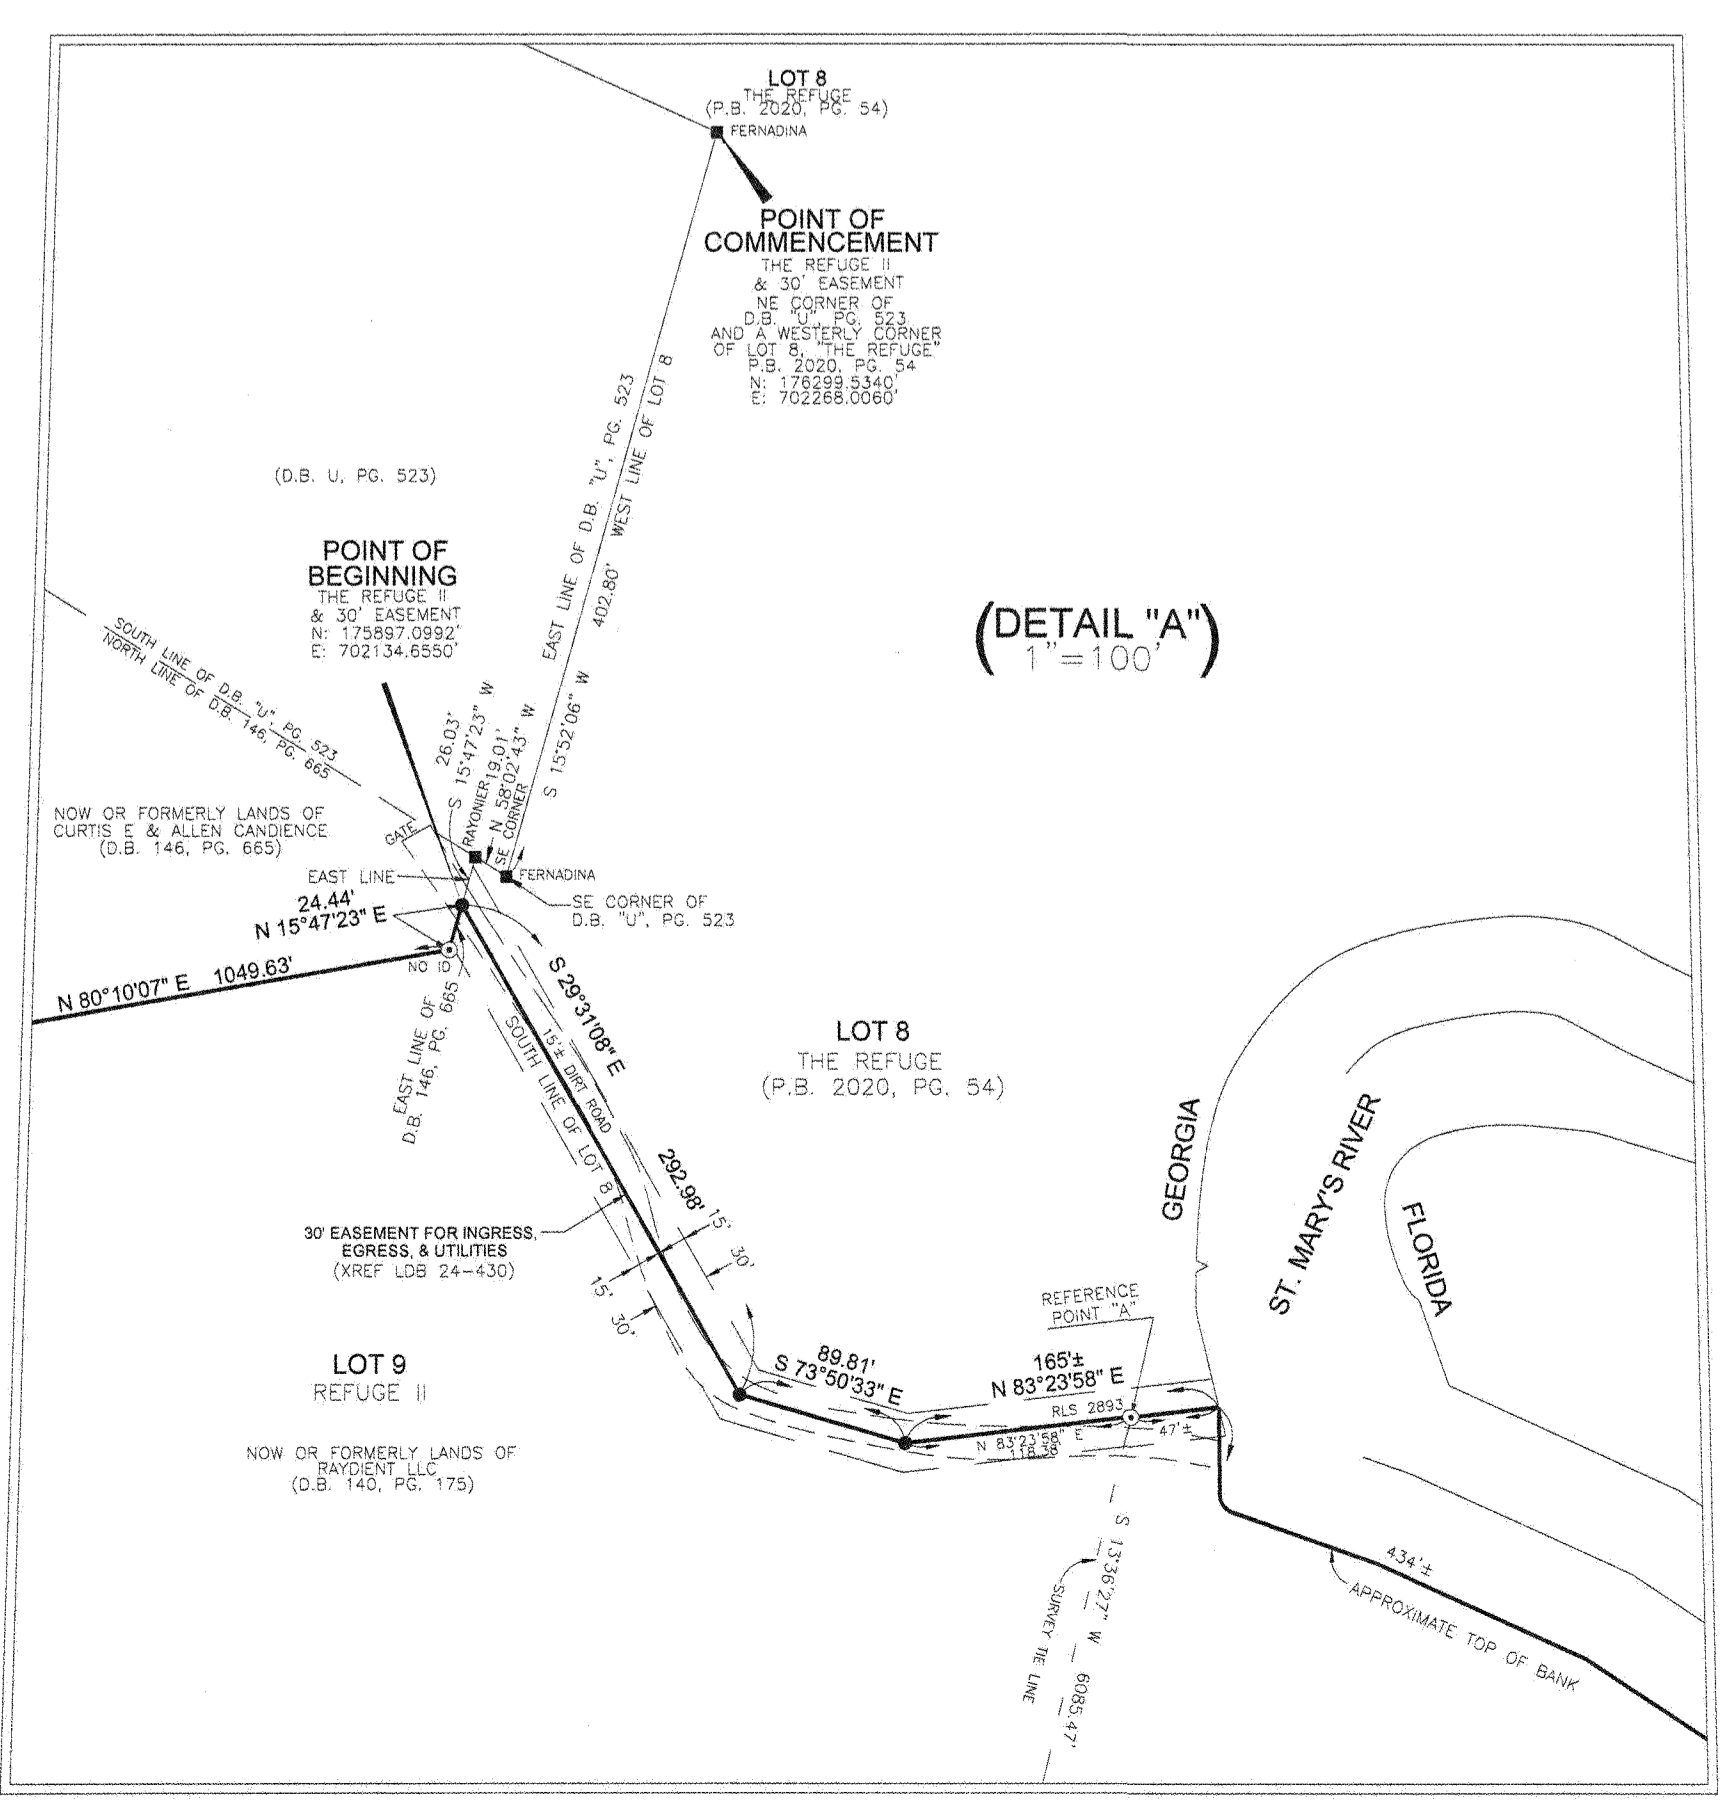 LOT 8
THE REFUGE
(P.B. 2020, PG. 54)
FERNADINA
POINT OF
COMMENCEMENT
THE REFUGE II
& 30' EASEMENT
NE CORNER OF
D.B. "U", PG. 523
AND A WESTERLY CORNER
OF LOT 8, "THE REFUGE"
P.B. 2020, PG. 54
N: 176299.5340'
E: 702268.0060'
EAST LINE OF D.B. "U", PG. 523
402.80' WEST LINE OF LOT 8
S 15°52'06" W
(D.B. U, PG. 523)
POINT OF
BEGINNING
THE REFUGE II
& 30' EASEMENT
N: 175897.0992'
E: 702134.6550'
(DETAIL "A")
1"=100'
SOUTH LINE OF D.B. "U", PG. 523
NORTH LINE OF D.B. 146, PG. 665
26.03'
S 15°47'23" W
RAYONIER
19.01'
N 58°02'43" W
SE CORNER
NOW OR FORMERLY LANDS OF
CURTIS E & ALLEN CANDIENCE
(D.B. 146, PG. 665)
GATE
EAST LINE
FERNADINA
SE CORNER OF
D.B. "U", PG. 523
24.44'
N 15°47'23" E
NO ID
N 80°10'07" E 1049.63'
EAST LINE OF
D.B. 146, PG. 665
S 29°31'08" E
292.98'
15'± DIRT ROAD
SOUTH LINE OF LOT 8
LOT 8
THE REFUGE
(P.B. 2020, PG. 54)
GEORGIA
ST. MARY'S RIVER
FLORIDA
30' EASEMENT FOR INGRESS,
EGRESS, & UTILITIES
(XREF LDB 24-430)
15'
30'
15'
30'
REFERENCE
POINT "A"
LOT 9
REFUGE II
89.81'
S 73°50'33" E
165'±
N 83°23'58" E
RLS 2893
N 83°23'58" E
118.38'
47'±
NOW OR FORMERLY LANDS OF
RAYDIENT LLC
(D.B. 140, PG. 175)
S 13°36'27" W 6085.47'
SURVEY TIE LINE
434'±
APPROXIMATE TOP OF BANK